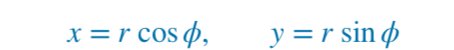 x = r cos ϕ, y = r sin ϕ